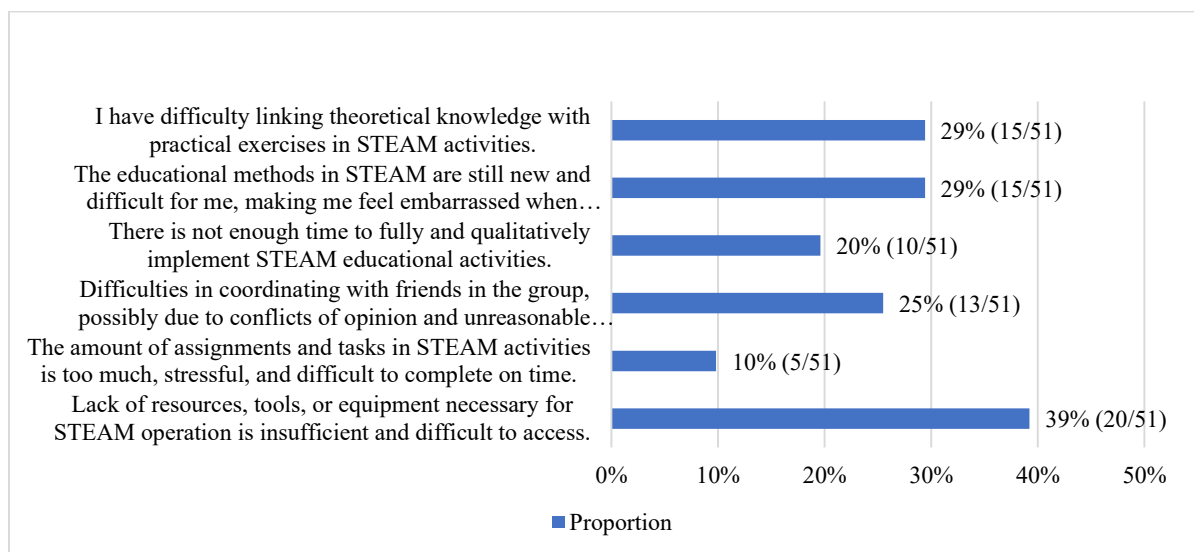 I have difficulty linking theoretical knowledge with
practical exercises in STEAM activities.
29% (15/51)
The educational methods in STEAM are still new and
difficult for me, making me feel embarrassed when…
29% (15/51)
There is not enough time to fully and qualitatively
implement STEAM educational activities.
20% (10/51)
Difficulties in coordinating with friends in the group,
possibly due to conflicts of opinion and unreasonable…
25% (13/51)
The amount of assignments and tasks in STEAM activities
is too much, stressful, and difficult to complete on time.
10% (5/51)
Lack of resources, tools, or equipment necessary for
STEAM operation is insufficient and difficult to access.
39% (20/51)
0% 10% 20% 30% 40% 50%
Proportion